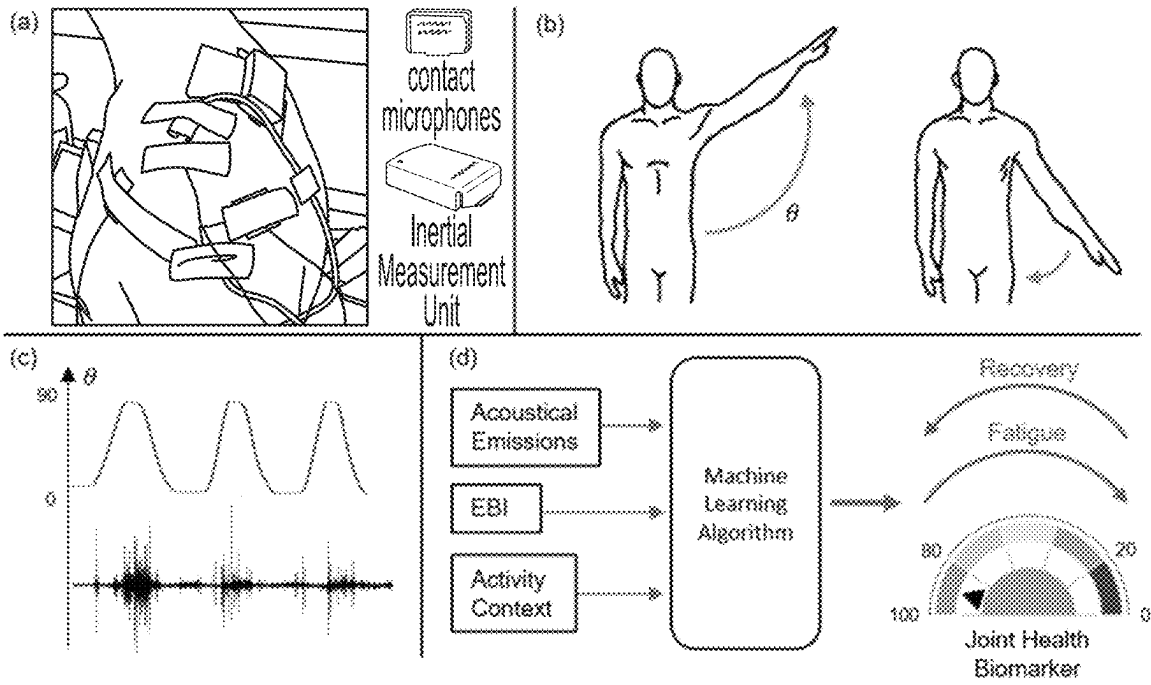 (a)
contact
microphones
Inertial
Measurement
Unit
(b)
θ
(c)
θ
90
0
(d)
Acoustical
Emissions
EBI
Activity
Context
Machine
Learning
Algorithm
Recovery
Fatigue
80
20
100
0
Joint Health
Biomarker